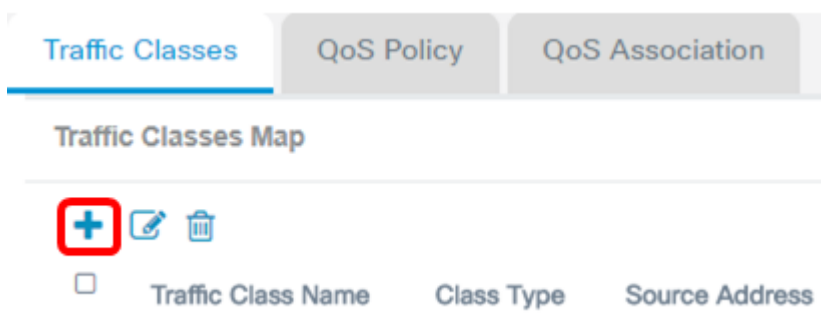 Traffic Classes QoS Policy QoS Association
Traffic Classes Map
Traffic Class Name Class Type Source Address